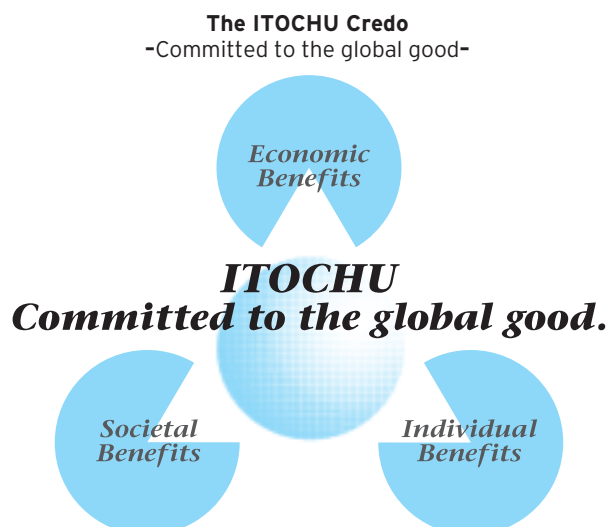 The ITOCHU Credo
–Committed to the global good–
Economic
Benefits
ITOCHU
Committed to the global good.
Societal
Benefits
Individual
Benefits